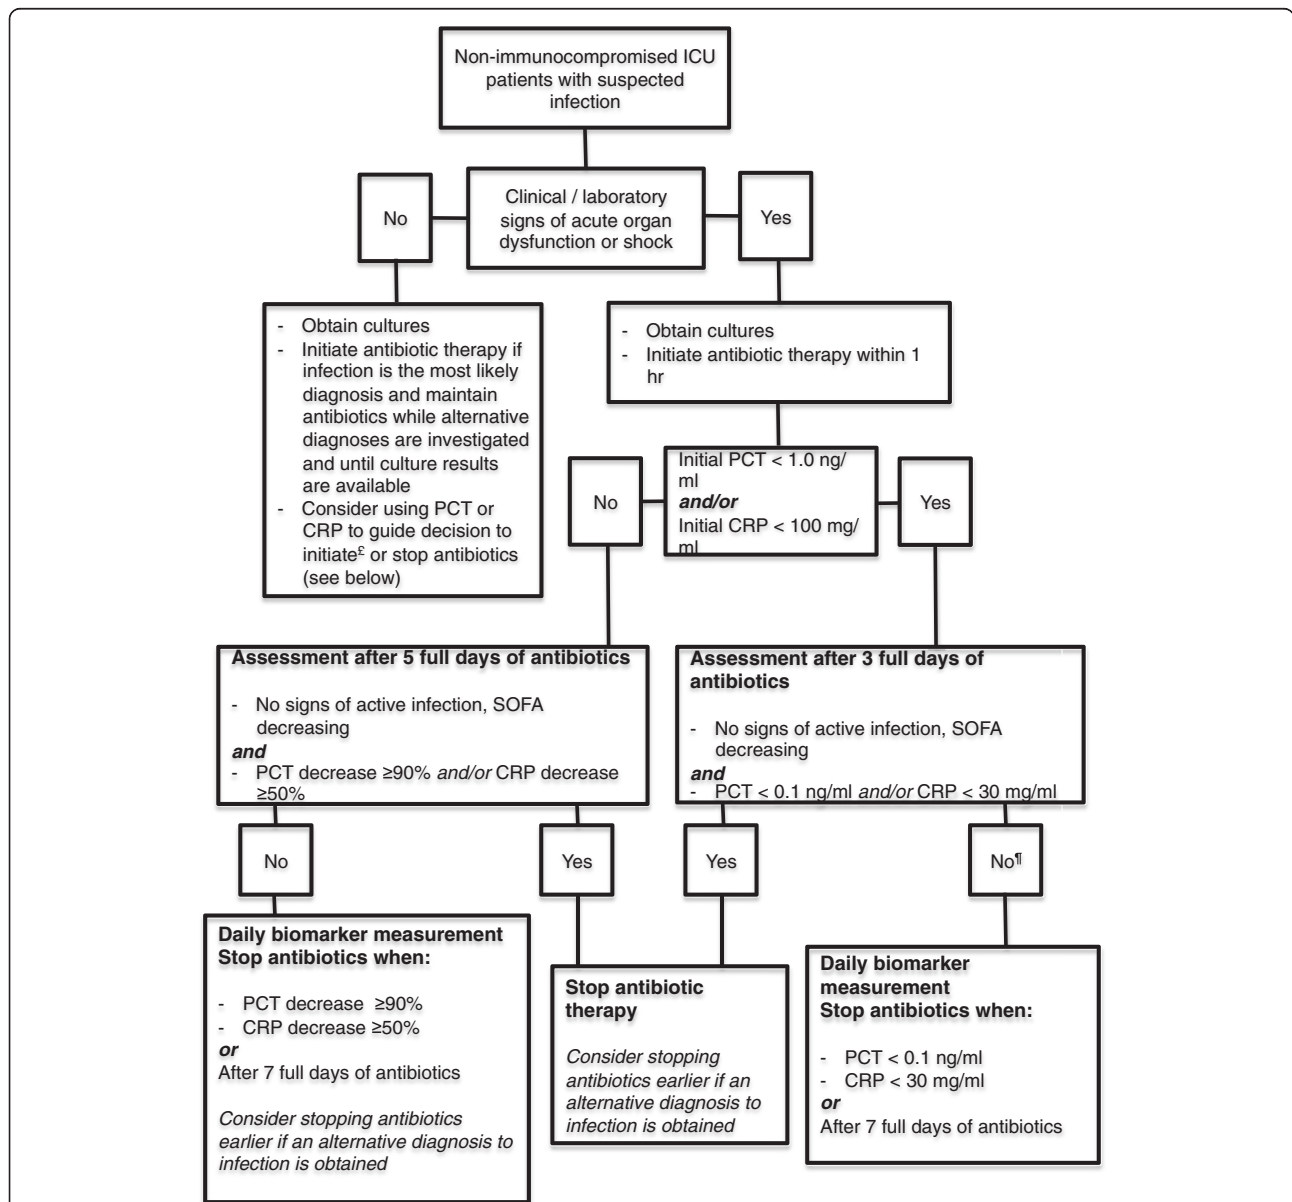 Non-immunocompromised ICU
patients with suspected
infection
No
Clinical / laboratory
signs of acute organ
dysfunction or shock
Yes
- Obtain cultures
- Initiate antibiotic therapy if
infection is the most likely
diagnosis and maintain
antibiotics while alternative
diagnoses are investigated
and until culture results
are available
- Consider using PCT or
CRP to guide decision to
initiate£ or stop antibiotics
(see below)
- Obtain cultures
- Initiate antibiotic therapy within 1
hr
No
Initial PCT < 1.0 ng/
ml
and/or
Initial CRP < 100 mg/
ml
Yes
Assessment after 5 full days of antibiotics
- No signs of active infection, SOFA
decreasing
and
- PCT decrease ≥90% and/or CRP decrease
≥50%
Assessment after 3 full days of
antibiotics
- No signs of active infection, SOFA
decreasing
and
- PCT < 0.1 ng/ml and/or CRP < 30 mg/ml
No
Yes
Yes
No¶
Daily biomarker measurement
Stop antibiotics when:
- PCT decrease ≥90%
- CRP decrease ≥50%
or
After 7 full days of antibiotics
Consider stopping antibiotics
earlier if an alternative diagnosis to
infection is obtained
Stop antibiotic
therapy
Consider stopping
antibiotics earlier if an
alternative diagnosis to
infection is obtained
Daily biomarker
measurement
Stop antibiotics when:
- PCT < 0.1 ng/ml
- CRP < 30 mg/ml
or
After 7 full days of antibiotics